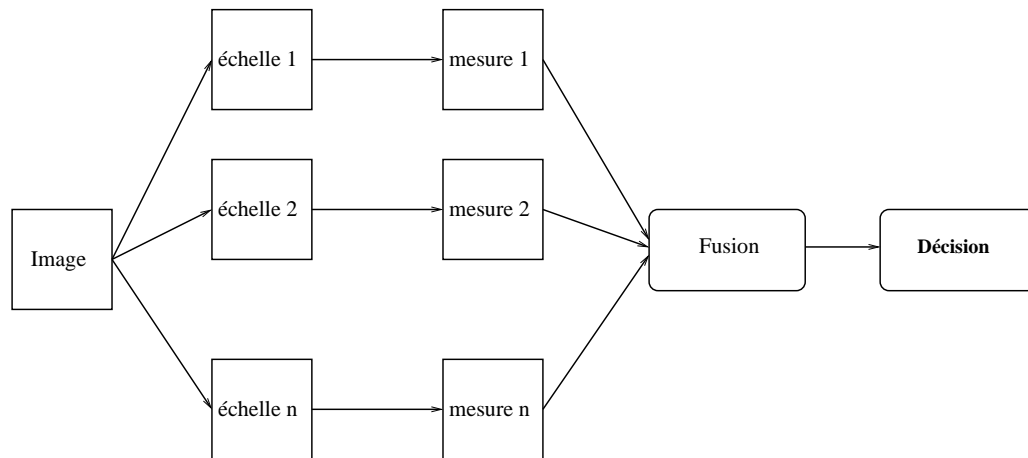 échelle 1
mesure 1
échelle 2
mesure 2
Image
Fusion
Décision
échelle n
mesure n